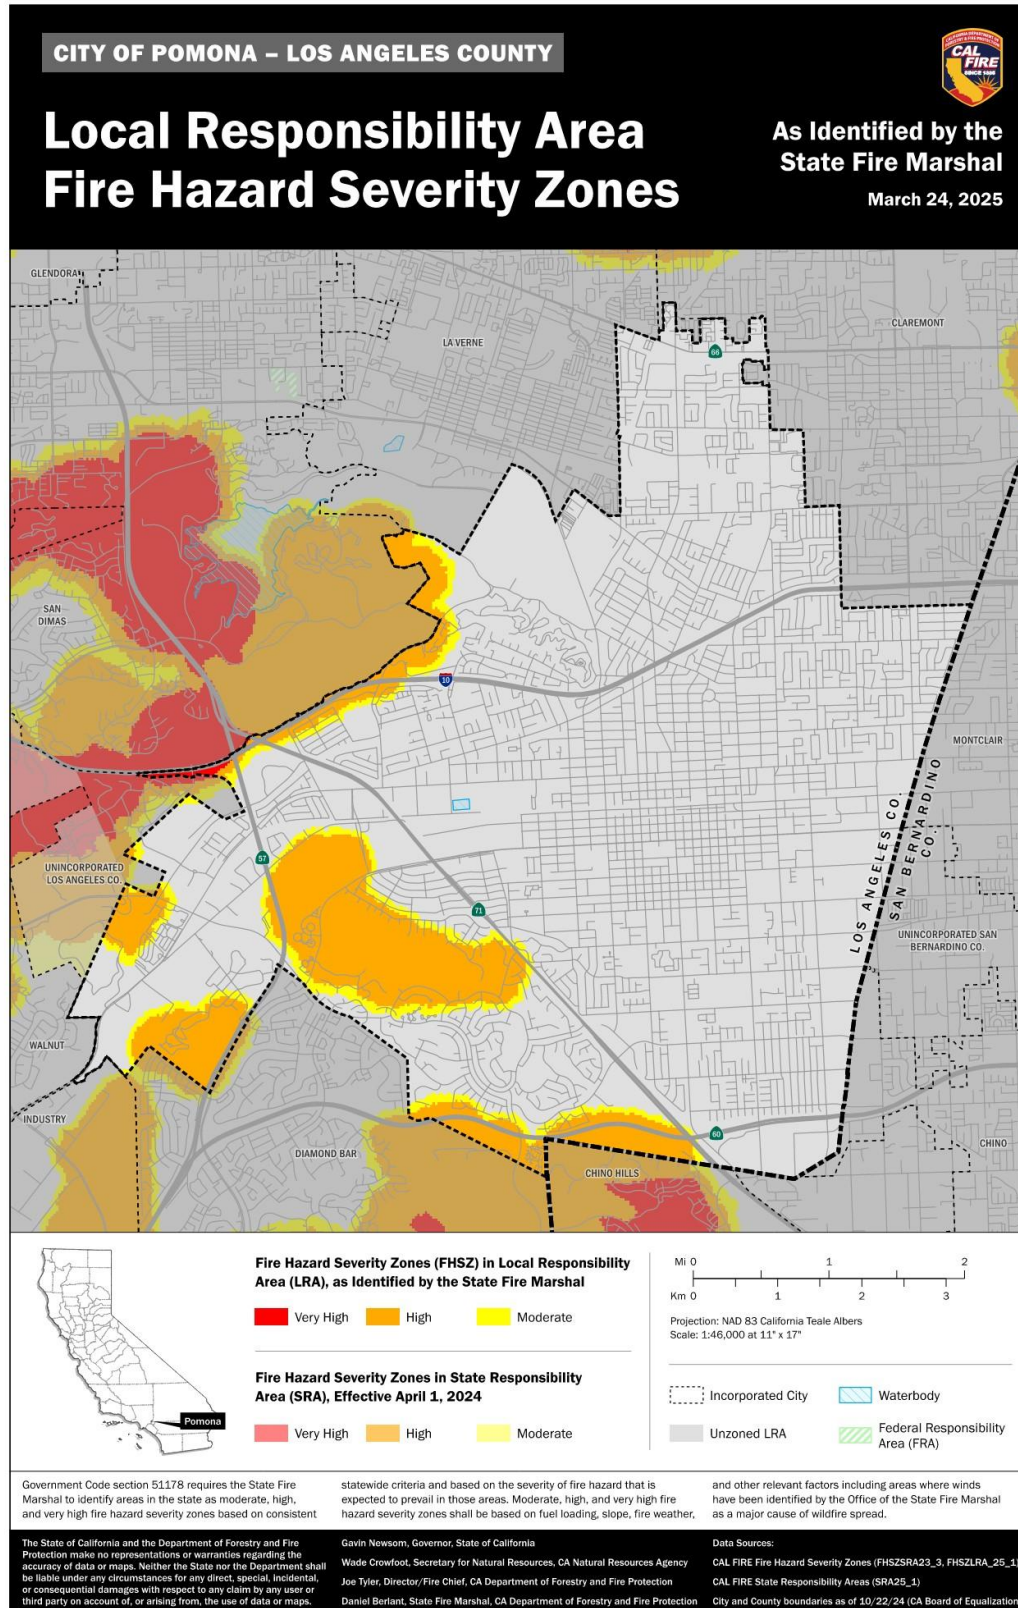 CITY OF POMONA – LOS ANGELES COUNTY
Local Responsibility Area
Fire Hazard Severity Zones
CALIFORNIA DEPARTMENT OF
FORESTRY & FIRE PROTECTION
CAL
FIRE
SINCE 1885
As Identified by the
State Fire Marshal
March 24, 2025
GLENDORA
LA VERNE
CLAREMONT
66
SAN
DIMAS
10
MONTCLAIR
LOS ANGELES CO.
SAN BERNARDINO
CO.
57
UNINCORPORATED
LOS ANGELES CO.
71
UNINCORPORATED SAN
BERNARDINO CO.
WALNUT
INDUSTRY
DIAMOND BAR
60
CHINO HILLS
CHINO
Pomona
Fire Hazard Severity Zones (FHSZ) in Local Responsibility
Area (LRA), as Identified by the State Fire Marshal
Very High
High
Moderate
Fire Hazard Severity Zones in State Responsibility
Area (SRA), Effective April 1, 2024
Very High
High
Moderate
Mi 0 1 2
Km 0 1 2 3
Projection: NAD 83 California Teale Albers
Scale: 1:46,000 at 11" x 17"
Incorporated City
Waterbody
Unzoned LRA
Federal Responsibility
Area (FRA)
Government Code section 51178 requires the State Fire
Marshal to identify areas in the state as moderate, high,
and very high fire hazard severity zones based on consistent
statewide criteria and based on the severity of fire hazard that is
expected to prevail in those areas. Moderate, high, and very high fire
hazard severity zones shall be based on fuel loading, slope, fire weather,
and other relevant factors including areas where winds
have been identified by the Office of the State Fire Marshal
as a major cause of wildfire spread.
The State of California and the Department of Forestry and Fire
Protection make no representations or warranties regarding the
accuracy of data or maps. Neither the State nor the Department shall
be liable under any circumstances for any direct, special, incidental,
or consequential damages with respect to any claim by any user or
third party on account of, or arising from, the use of data or maps.
Gavin Newsom, Governor, State of California
Wade Crowfoot, Secretary for Natural Resources, CA Natural Resources Agency
Joe Tyler, Director/Fire Chief, CA Department of Forestry and Fire Protection
Daniel Berlant, State Fire Marshal, CA Department of Forestry and Fire Protection
Data Sources:
CAL FIRE Fire Hazard Severity Zones (FHSZSRA23_3, FHSZLRA_25_1)
CAL FIRE State Responsibility Areas (SRA25_1)
City and County boundaries as of 10/22/24 (CA Board of Equalization